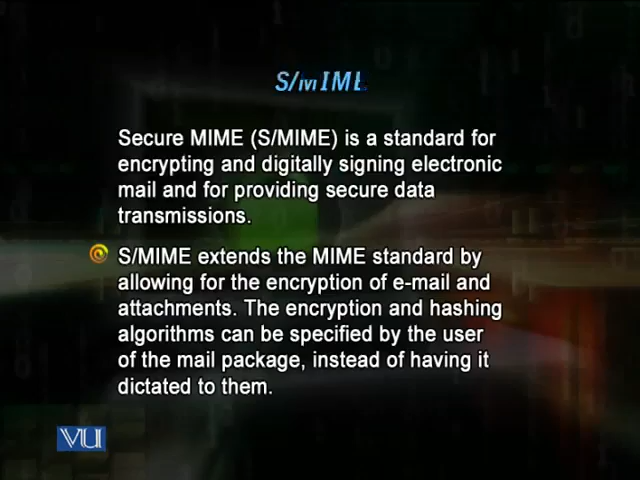 S/MIME
Secure MIME (S/MIME) is a standard for
encrypting and digitally signing electronic
mail and for providing secure data
transmissions.
S/MIME extends the MIME standard by
allowing for the encryption of e-mail and
attachments. The encryption and hashing
algorithms can be specified by the user
of the mail package, instead of having it
dictated to them.
VU